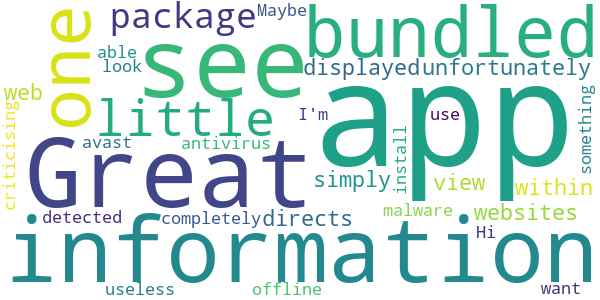 package Maybe
one see bundled
able
look displayed unfortunately
web little app
criticising I'm use
something
Great avast antivirus install
simply view within
detected completely directs malware websites
information Hi
useless offline want